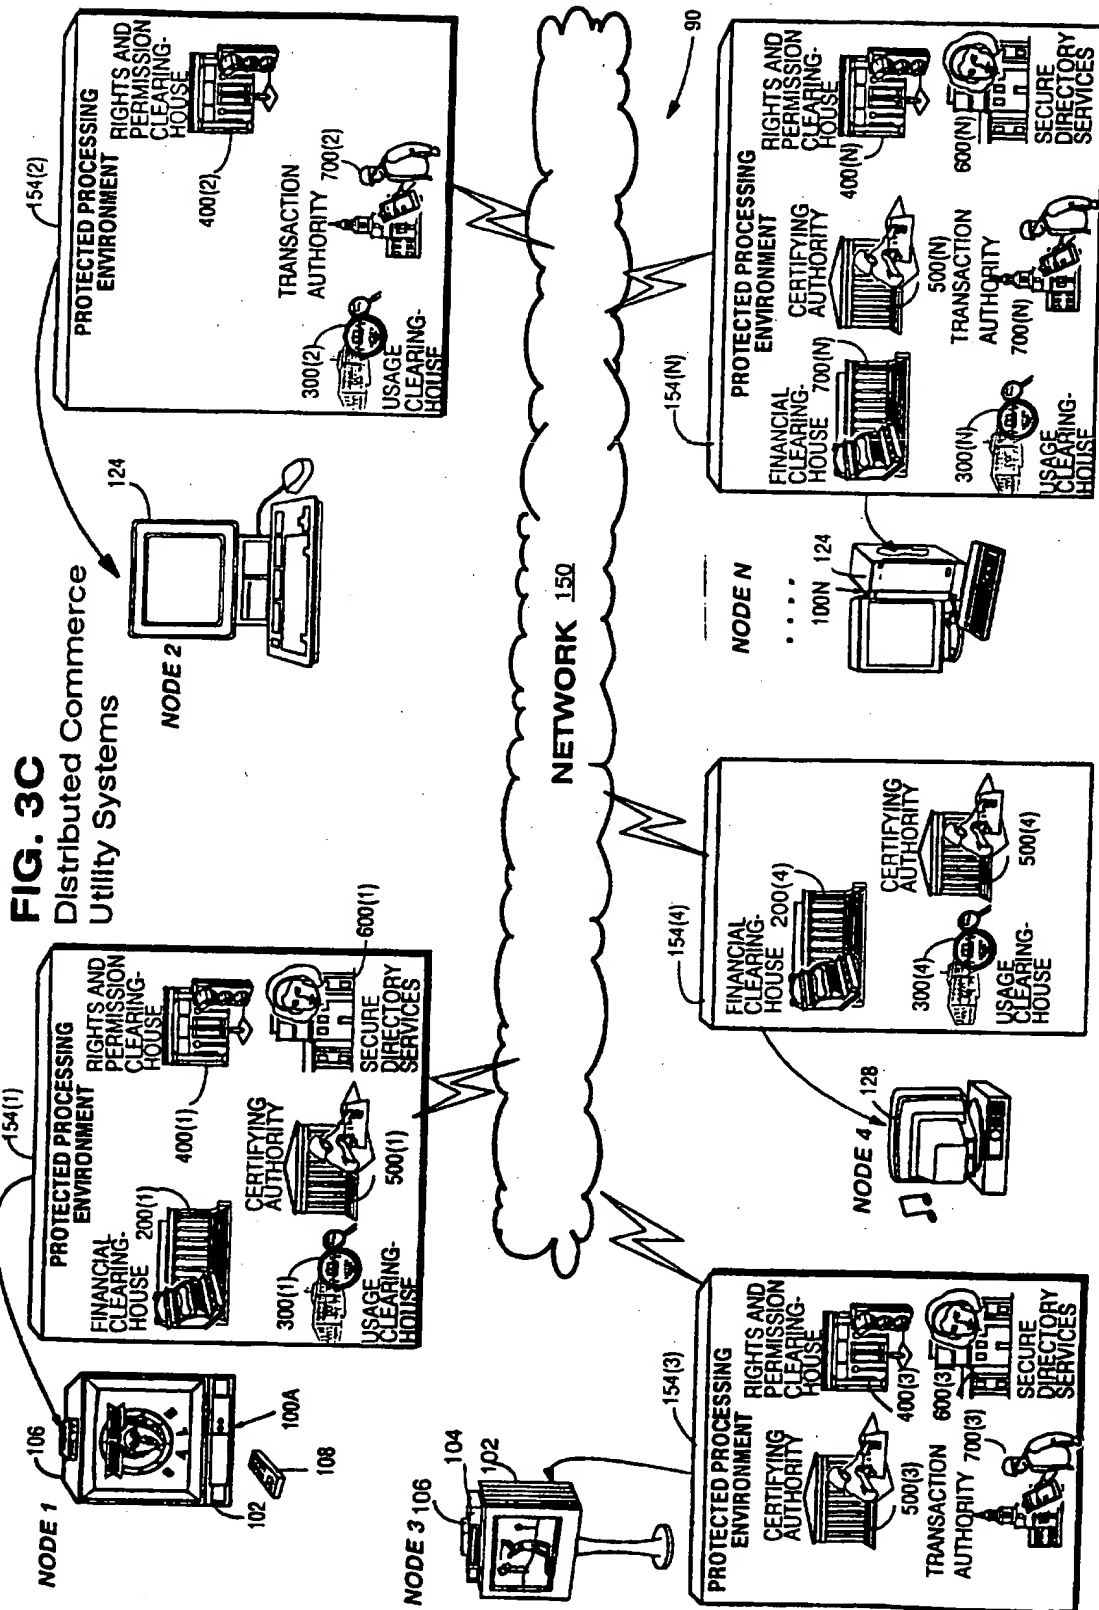 FIG. 3C
Distributed Commerce
Utility Systems
NODE 1
106
102
100A
108
154(1)
PROTECTED PROCESSING
ENVIRONMENT
FINANCIAL
CLEARING-
HOUSE
200(1)
RIGHTS AND
PERMISSION
CLEARING-
HOUSE
400(1)
CERTIFYING
AUTHORITY
500(1)
300(1)
USAGE
CLEARING-
HOUSE
600(1)
SECURE
DIRECTORY
SERVICES
NODE 2
124
154(2)
PROTECTED PROCESSING
ENVIRONMENT
RIGHTS AND
PERMISSION
CLEARING-
HOUSE
400(2)
TRANSACTION
AUTHORITY
700(2)
300(2)
USAGE
CLEARING-
HOUSE
NETWORK 150
90
NODE 3
106
104
102
154(3)
PROTECTED PROCESSING
ENVIRONMENT
CERTIFYING
AUTHORITY
500(3)
RIGHTS AND
PERMISSION
CLEARING-
HOUSE
400(3)
TRANSACTION
AUTHORITY
700(3)
600(3)
SECURE
DIRECTORY
SERVICES
NODE 4
128
154(4)
FINANCIAL
CLEARING-
HOUSE
200(4)
300(4)
USAGE
CLEARING-
HOUSE
CERTIFYING
AUTHORITY
500(4)
NODE N
. . . .
100N
124
154(N)
PROTECTED PROCESSING
ENVIRONMENT
FINANCIAL
CLEARING-
HOUSE
700(N)
CERTIFYING
AUTHORITY
500(N)
RIGHTS AND
PERMISSION
CLEARING-
HOUSE
400(N)
300(N)
USAGE
CLEARING-
HOUSE
TRANSACTION
AUTHORITY
700(N)
600(N)
SECURE
DIRECTORY
SERVICES